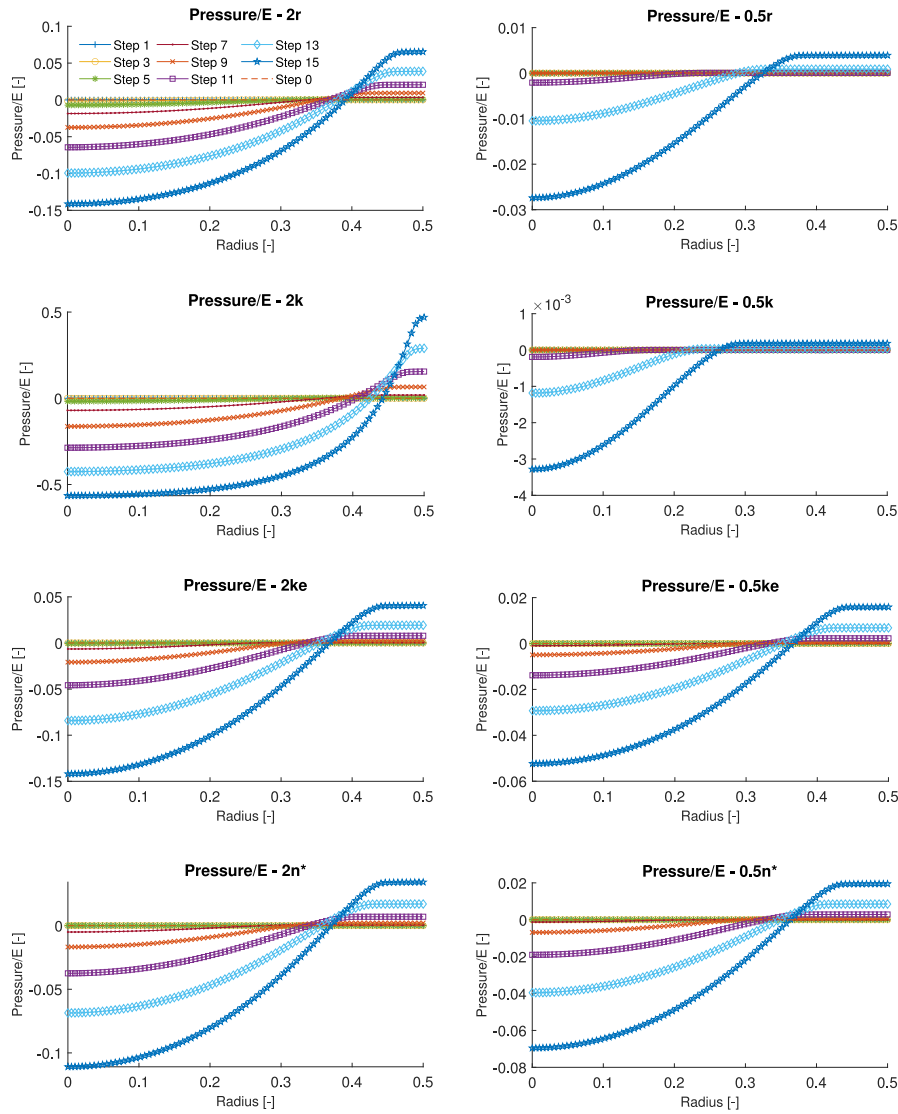 Pressure/E - 2r
0.1
0.05
0
-0.05
-0.1
-0.15
Pressure/E [-]
Step 1
Step 3
Step 5
Step 7
Step 9
Step 11
Step 13
Step 15
Step 0
0 0.1 0.2 0.3 0.4 0.5
Radius [-]
Pressure/E - 0.5r
0.01
0
-0.01
-0.02
-0.03
Pressure/E [-]
0 0.1 0.2 0.3 0.4 0.5
Radius [-]
Pressure/E - 2k
0.5
0
-0.5
Pressure/E [-]
0 0.1 0.2 0.3 0.4 0.5
Radius [-]
Pressure/E - 0.5k
×10-3
1
0
-1
-2
-3
-4
Pressure/E [-]
0 0.1 0.2 0.3 0.4 0.5
Radius [-]
Pressure/E - 2ke
0.05
0
-0.05
-0.1
-0.15
Pressure/E [-]
0 0.1 0.2 0.3 0.4 0.5
Radius [-]
Pressure/E - 0.5ke
0.02
0
-0.02
-0.04
-0.06
Pressure/E [-]
0 0.1 0.2 0.3 0.4 0.5
Radius [-]
Pressure/E - 2n*
0
-0.05
-0.1
Pressure/E [-]
0 0.1 0.2 0.3 0.4 0.5
Radius [-]
Pressure/E - 0.5n*
0.02
0
-0.02
-0.04
-0.06
-0.08
Pressure/E [-]
0 0.1 0.2 0.3 0.4 0.5
Radius [-]